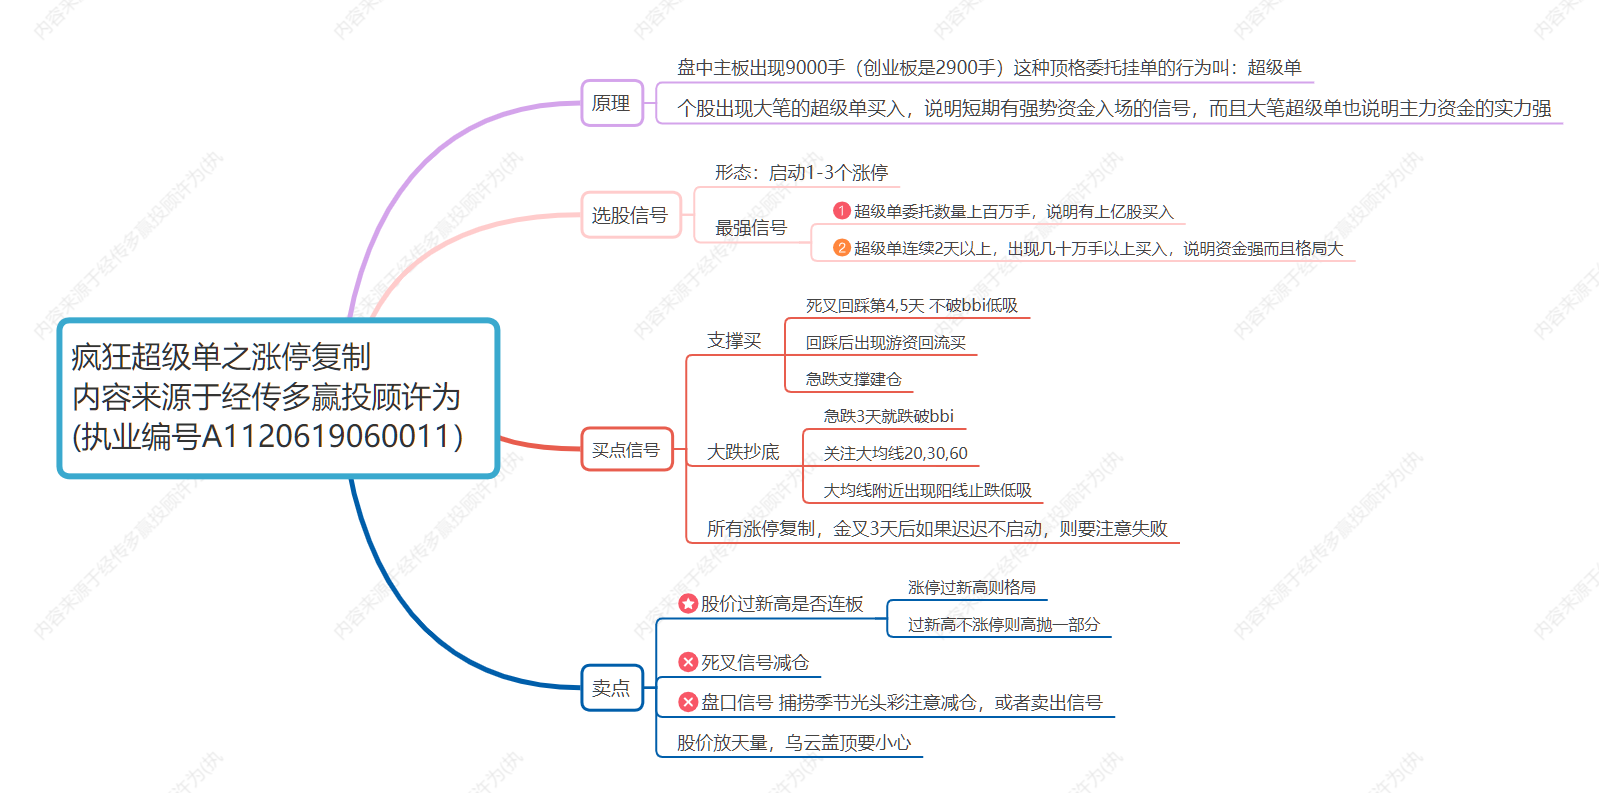 疯狂超级单之涨停复制
内容来源于经传多赢投顾许为
(执业编号A1120619060011)
原理
盘中主板出现9000手（创业板是2900手）这种顶格委托挂单的行为叫：超级单
个股出现大笔的超级单买入，说明短期有强势资金入场的信号，而且大笔超级单也说明主力资金的实力强
选股信号
形态：启动1-3个涨停
最强信号
1 超级单委托数量上百万手，说明有上亿股买入
2 超级单连续2天以上，出现几十万手以上买入，说明资金强而且格局大
买点信号
支撑买
死叉回踩第4,5天 不破bbi低吸
回踩后出现游资回流买
急跌支撑建仓
大跌抄底
急跌3天就跌破bbi
关注大均线20,30,60
大均线附近出现阳线止跌低吸
所有涨停复制，金叉3天后如果迟迟不启动，则要注意失败
卖点
股价过新高是否连板
涨停过新高则格局
过新高不涨停则高抛一部分
死叉信号减仓
盘口信号 捕捞季节光头彩注意减仓，或者卖出信号
股价放天量，乌云盖顶要小心
内容来源于经传多赢投顾许为(执